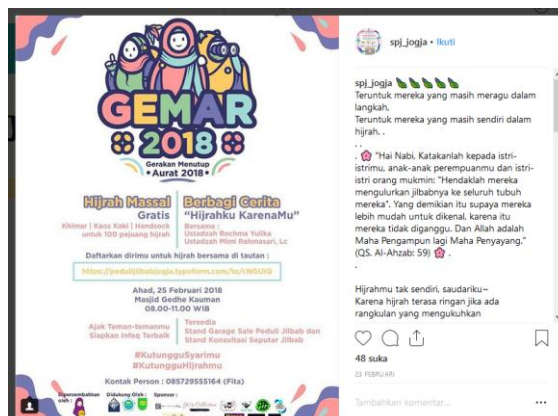 GEMAR
2018
Gerakan Menutup
• Aurat 2018 •
Hijrah Massal
Gratis
Khimar | Kaos Kaki | Handsock
untuk 100 pejuang hijrah
Berbagi Cerita
"Hijrahku KarenaMu"
Bersama :
Ustadzah Rochma Yulika
Ustadzah Mimi Rahmasari, Lc
Daftarkan dirimu untuk hijrah bersama di tautan :
Ahad, 25 Februari 2018
Masjid Gedhe Kauman
08.00-11.00 WIB
Ajak Teman-temanmu
Siapkan Infaq Terbaik
Tersedia
Stand Garage Sale Peduli Jilbab dan
Stand Konsultasi Seputar Jilbab
#KutungguSyarimu
#KutungguHijrahmu
Kontak Person : 085729555164 (Fita)
Dipersembahkan
oleh :
Didukung Oleh :
Sponsor :
spj_jogja • Ikuti
spj_jogja
Teruntuk mereka yang masih meragu dalam
langkah,
Teruntuk mereka yang masih sendiri dalam
hijrah, .
. .
. "Hai Nabi, Katakanlah kepada istri-
istrimu, anak-anak perempuanmu dan istri-
istri orang mukmin: "Hendaklah mereka
mengulurkan jilbabnya ke seluruh tubuh
mereka". Yang demikian itu supaya mereka
lebih mudah untuk dikenal, karena itu
mereka tidak diganggu. Dan Allah adalah
Maha Pengampun lagi Maha Penyayang."
(QS. Al-Ahzab: 59) .
.
Hijrahmu tak sendiri, saudariku~
Karena hijrah terasa ringan jika ada
rangkulan yang mengukuhkan
48 suka
23 FEBRUARI
Tambahkan komentar...